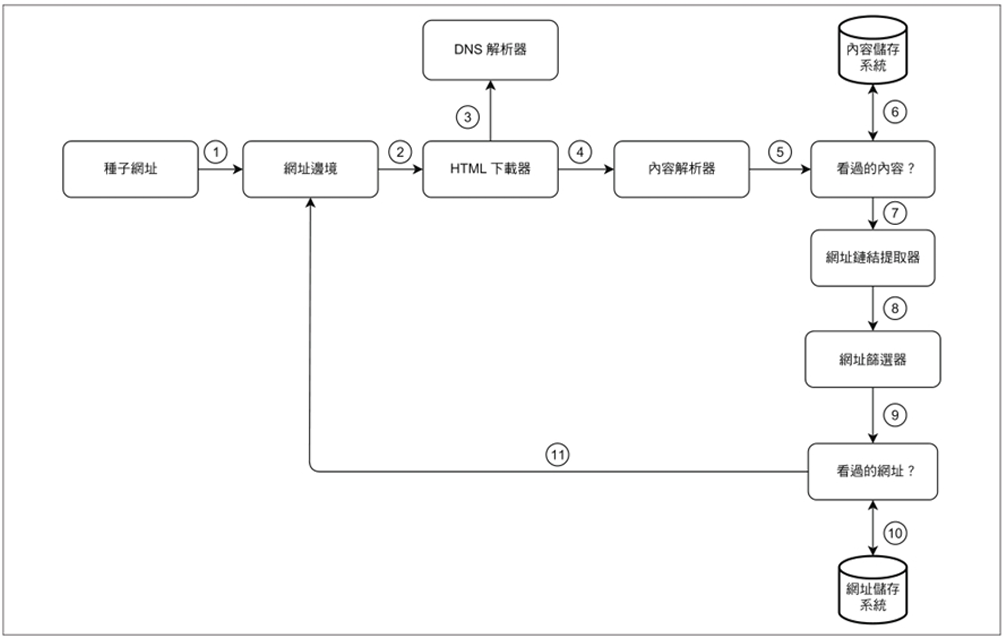 DNS 解析器
內容儲存
系統
③
⑥
種子網址
①
網址邊境
②
HTML 下載器
④
內容解析器
⑤
看過的內容？
⑦
網址鏈結提取器
⑧
網址篩選器
⑨
⑪
看過的網址？
⑩
網址儲存
系統